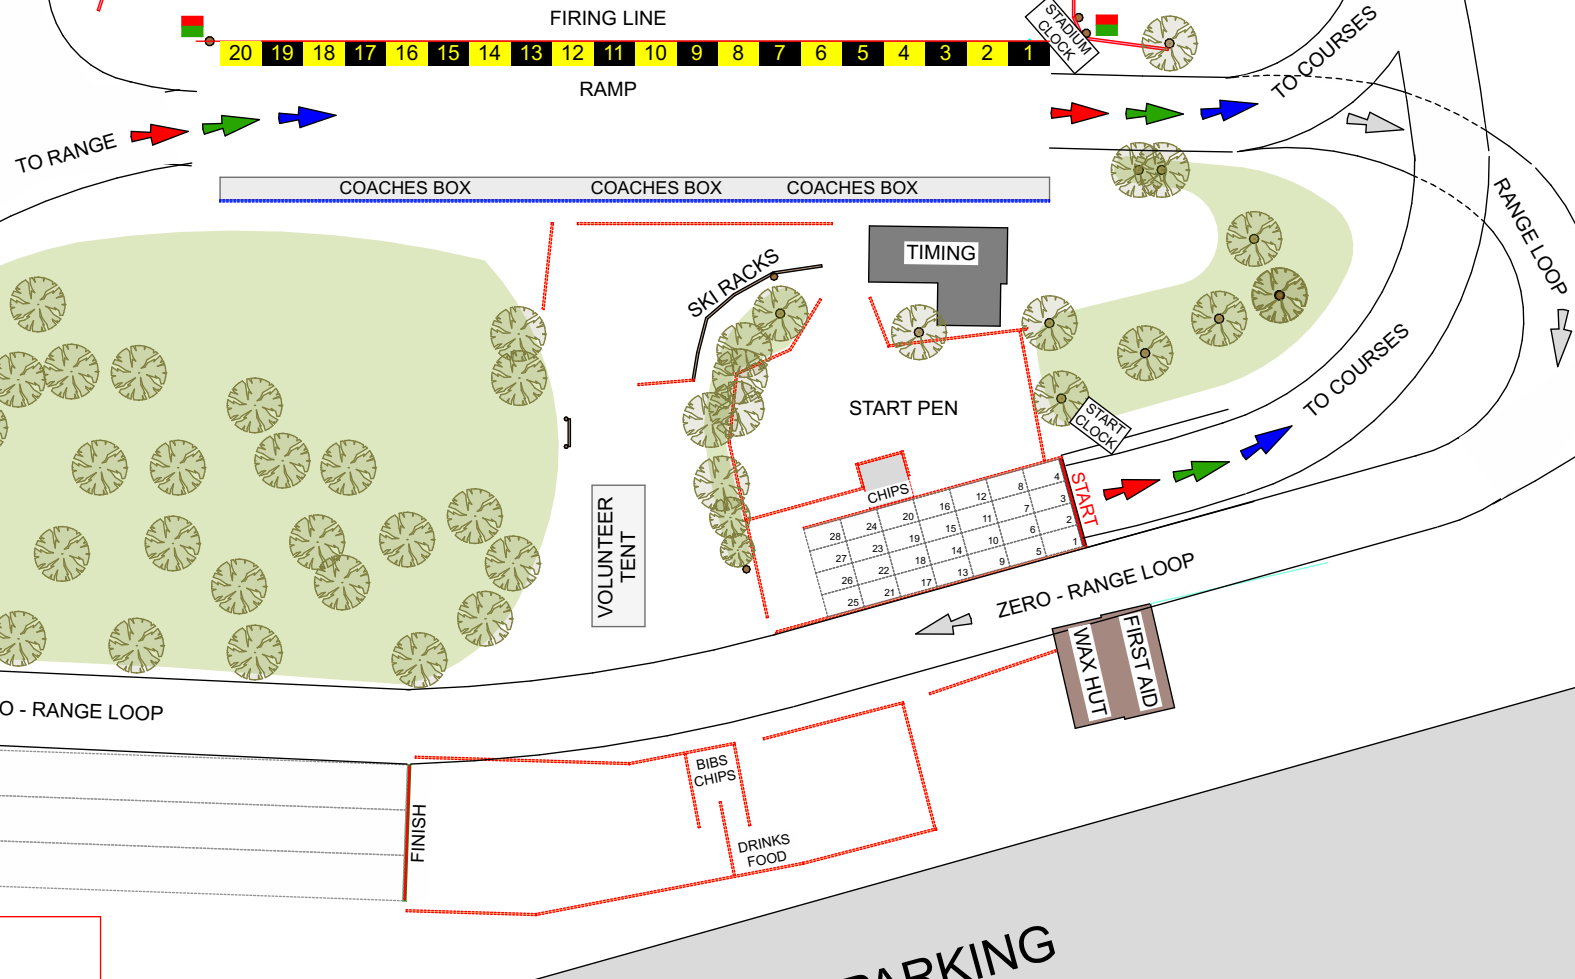 FIRING LINE
STADIUM
CLOCK
TO COURSES
20 19 18 17 16 15 14 13 12 11 10 9 8 7 6 5 4 3 2 1
RAMP
TO RANGE
COACHES BOX COACHES BOX COACHES BOX
RANGE LOOP
TIMING
SKI RACKS
TO COURSES
START PEN
START
CLOCK
CHIPS
START
4
3
2
1
8
7
6
5
12
11
10
9
16
15
14
13
20
19
18
17
24
23
22
21
28
27
26
25
VOLUNTEER
TENT
ZERO - RANGE LOOP
FIRST AID
WAX HUT
O - RANGE LOOP
BIBS
CHIPS
FINISH
DRINKS
FOOD
PARKING